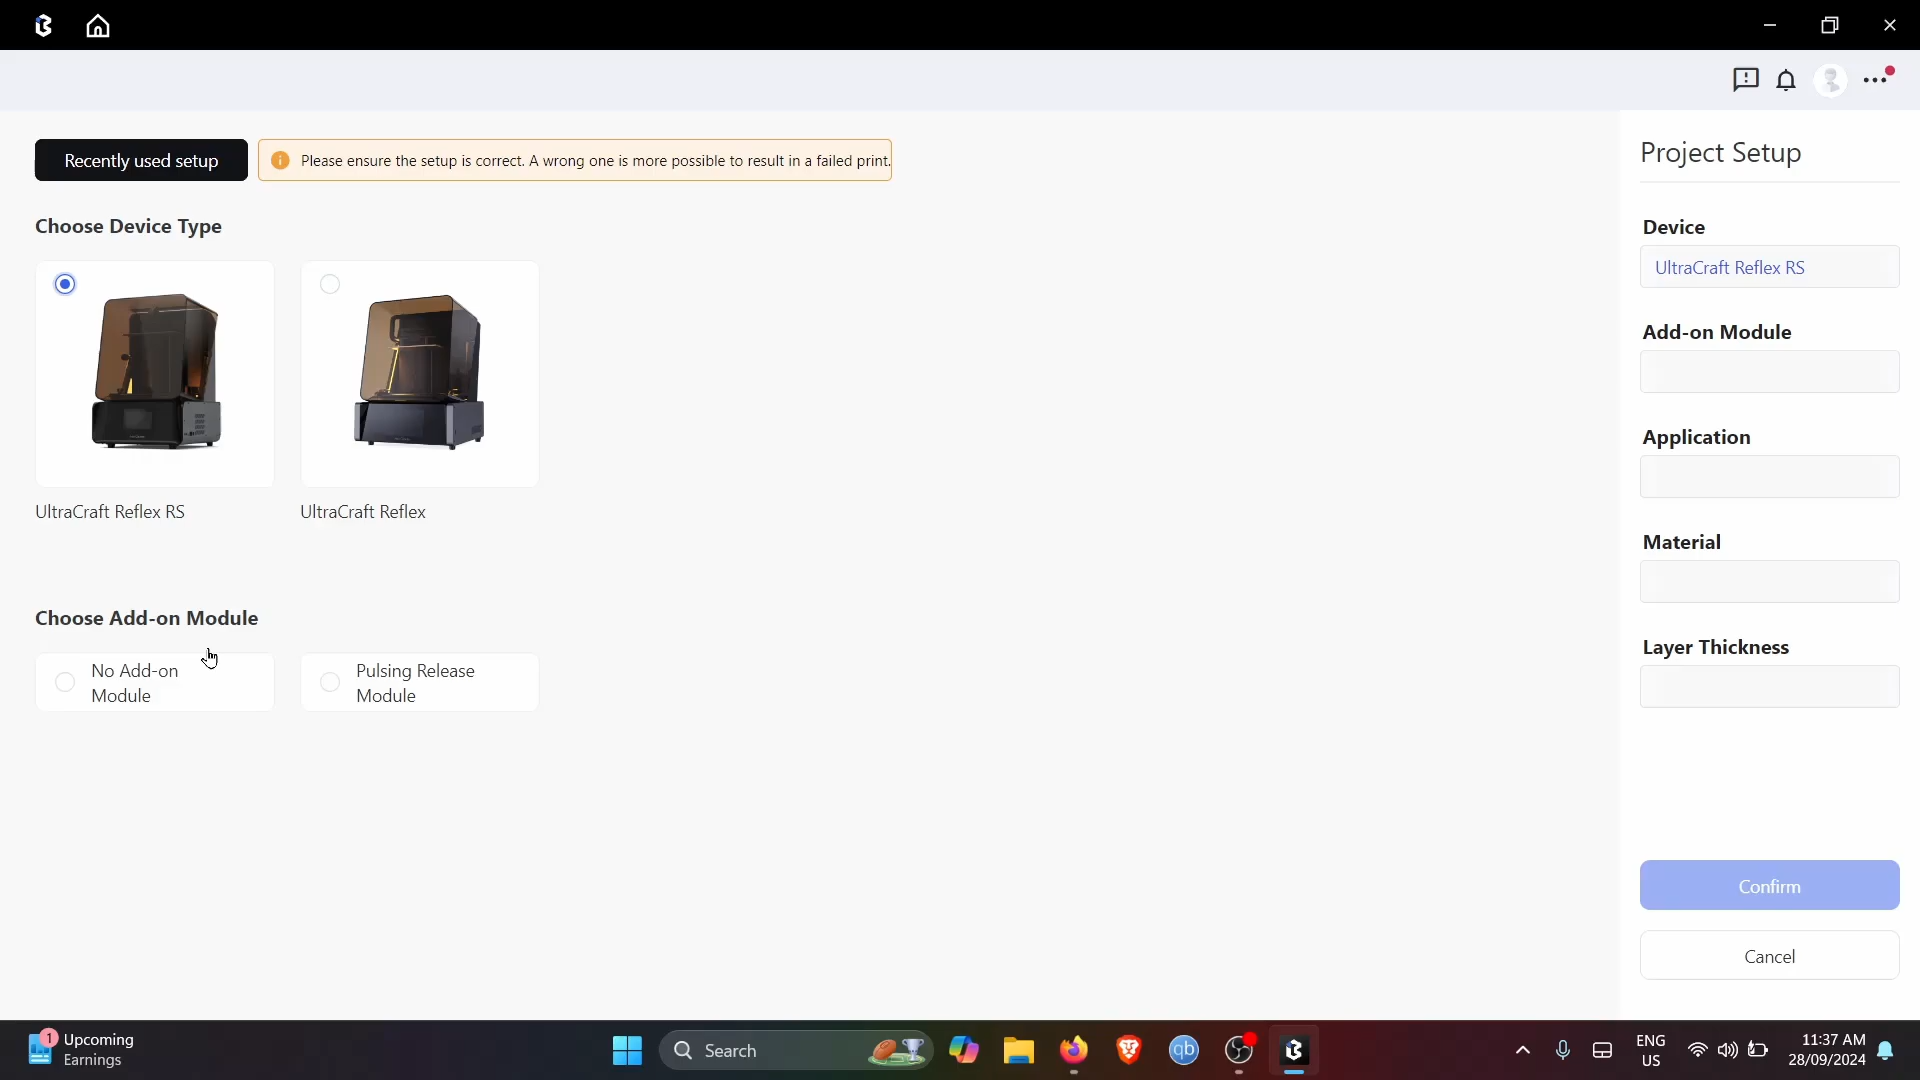 Recently used setup
Please ensure the setup is correct. A wrong one is more possible to result in a failed print.
Choose Device Type
UltraCraft Reflex RS
UltraCraft Reflex
Choose Add-on Module
No Add-on
Module
Pulsing Release
Module
Project Setup
Device
UltraCraft Reflex RS
Add-on Module
Application
Material
Layer Thickness
Confirm
Cancel
1
Upcoming
Earnings
Search
qb
ENG
US
11:37 AM
28/09/2024